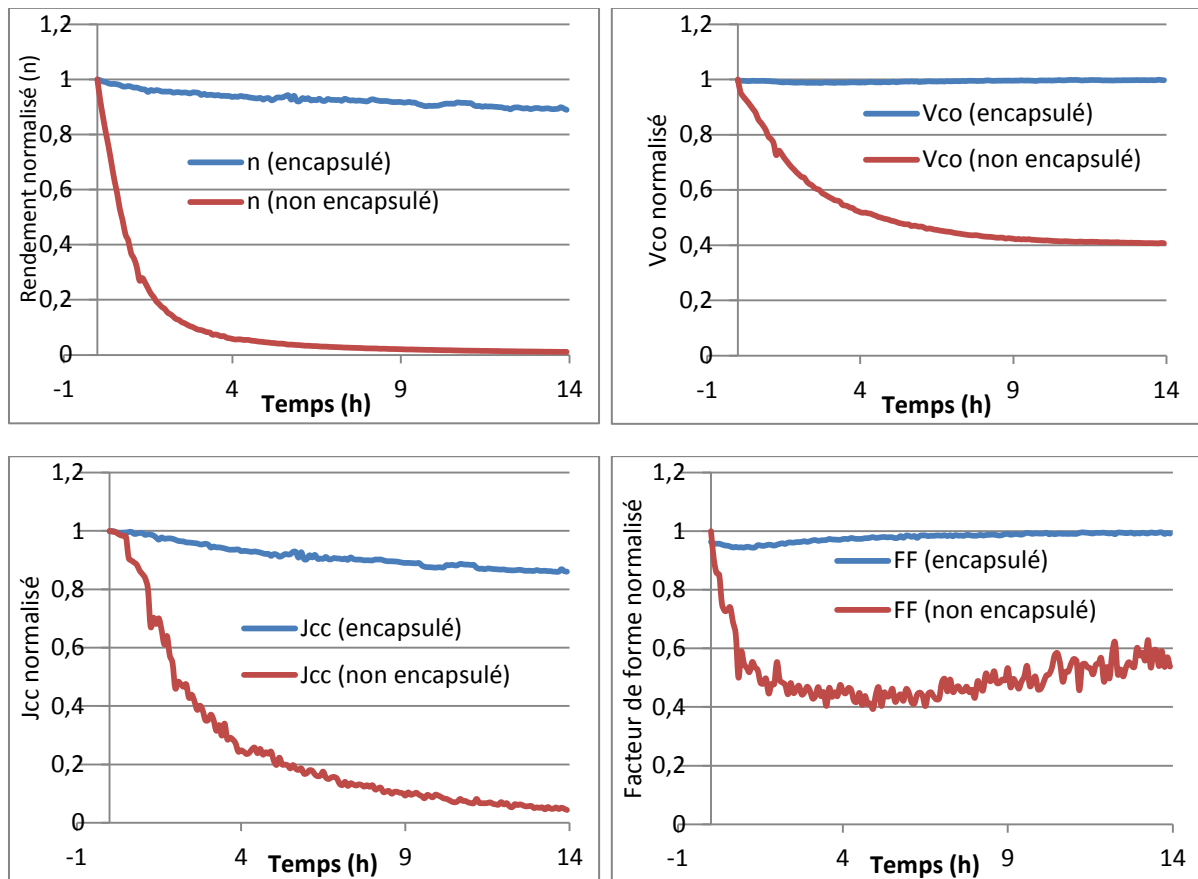 1,2
1
0,8
0,6
0,4
0,2
0
-1
4
9
14
Rendement normalisé (n)
Temps (h)
n (encapsulé)
n (non encapsulé)
1,2
1
0,8
0,6
0,4
0,2
0
-1
4
9
14
Vco normalisé
Temps (h)
Vco (encapsulé)
Vco (non encapsulé)
1,2
1
0,8
0,6
0,4
0,2
0
-1
4
9
14
Jcc normalisé
Temps (h)
Jcc (encapsulé)
Jcc (non encapsulé)
1,2
1
0,8
0,6
0,4
0,2
0
-1
4
9
14
Facteur de forme normalisé
Temps (h)
FF (encapsulé)
FF (non encapsulé)